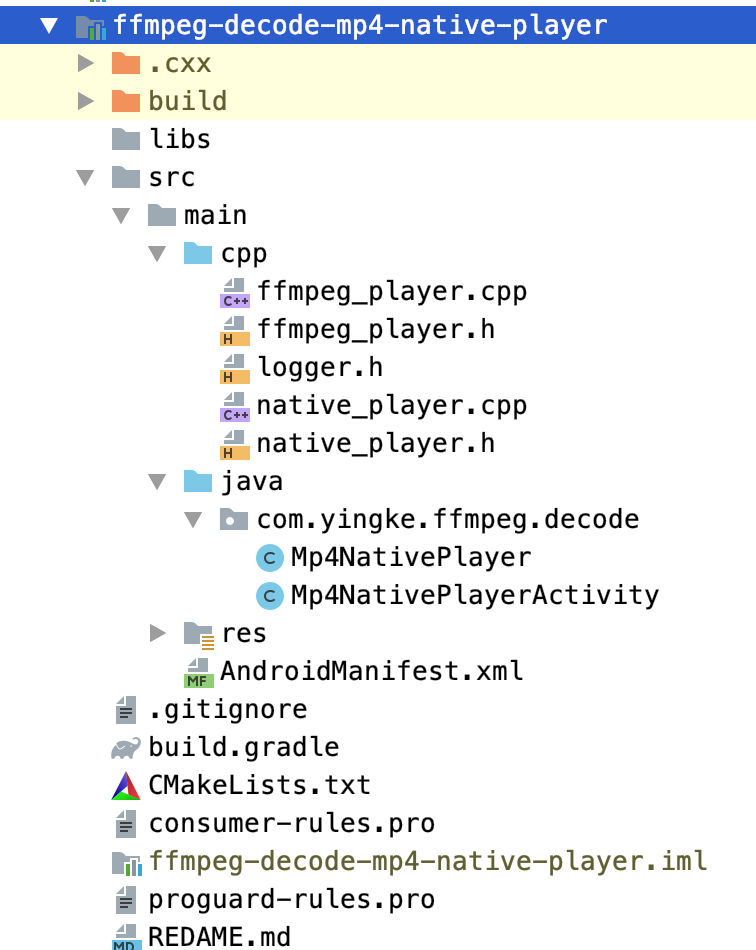 ffmpeg-decode-mp4-native-player
.cxx
build
libs
src
main
cpp
C++ ffmpeg_player.cpp
H ffmpeg_player.h
H logger.h
C++ native_player.cpp
H native_player.h
java
com.yingke.ffmpeg.decode
C Mp4NativePlayer
C Mp4NativePlayerActivity
res
MF AndroidManifest.xml
.gitignore
build.gradle
CMakeLists.txt
consumer-rules.pro
ffmpeg-decode-mp4-native-player.iml
proguard-rules.pro
MD REDAME.md